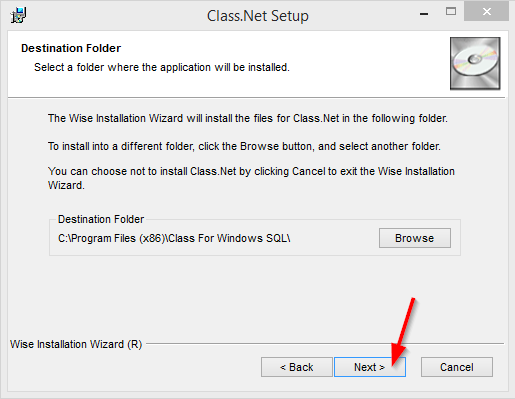 Class.Net Setup
Destination Folder
Select a folder where the application will be installed.
The Wise Installation Wizard will install the files for Class.Net in the following folder.
To install into a different folder, click the Browse button, and select another folder.
You can choose not to install Class.Net by clicking Cancel to exit the Wise Installation
Wizard.
Destination Folder
C:\Program Files (x86)\Class For Windows SQL\
Browse
Wise Installation Wizard (R)
< Back
Next >
Cancel